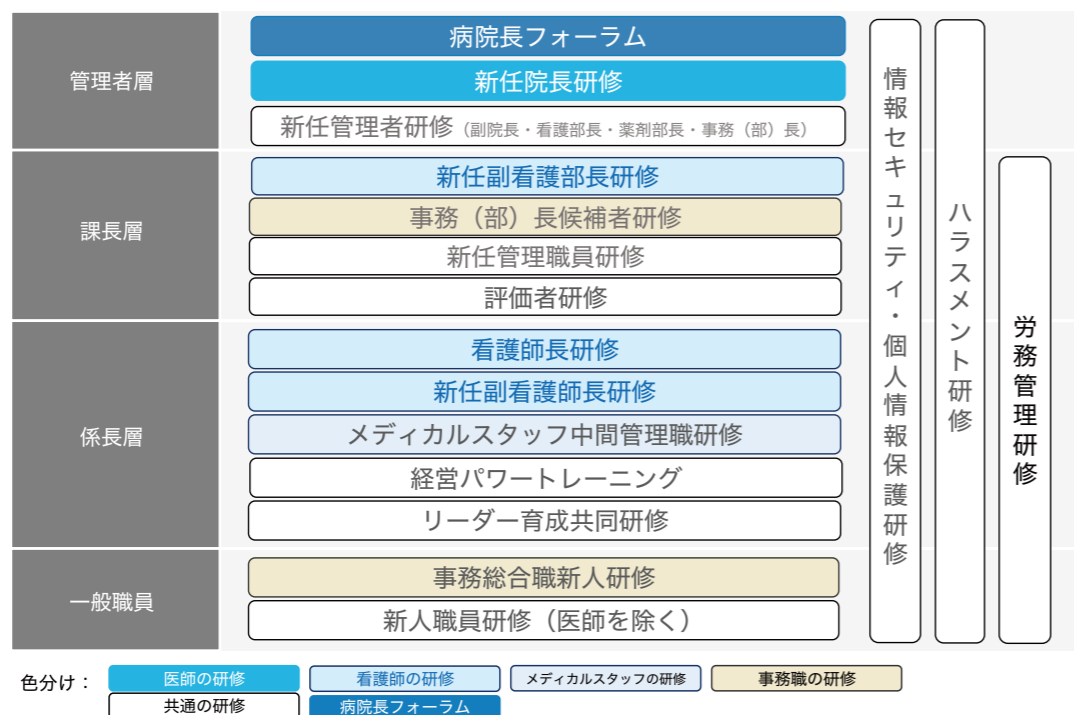 管理者層
病院長フォーラム
新任院長研修
新任管理者研修（副院長・看護部長・薬剤部長・事務（部）長）
課長層
新任副看護部長研修
事務（部）長候補者研修
新任管理職員研修
評価者研修
係長層
看護師長研修
新任副看護師長研修
メディカルスタッフ中間管理職研修
経営パワートレーニング
リーダー育成共同研修
一般職員
事務総合職新人研修
新人職員研修（医師を除く）
情報セキュリティ・個人情報保護研修
ハラスメント研修
労務管理研修
色分け：
医師の研修
看護師の研修
メディカルスタッフの研修
事務職の研修
共通の研修
病院長フォーラム